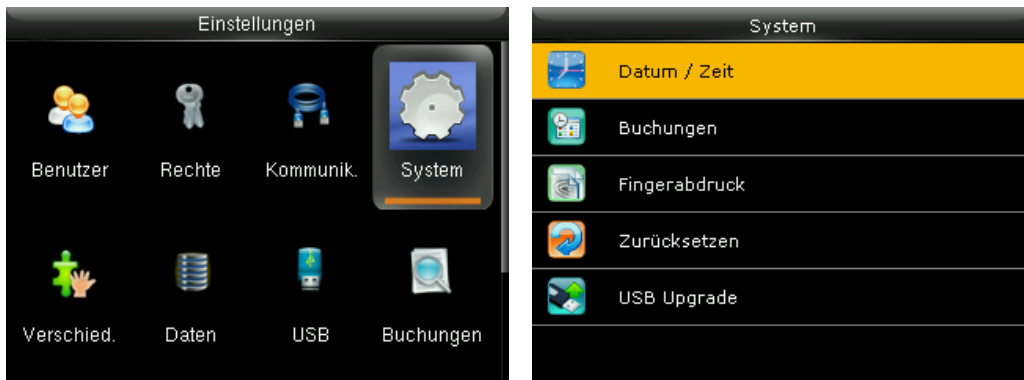 Einstellungen
Benutzer Rechte Kommunik. System
Verschied. Daten USB Buchungen
System
Datum / Zeit
Buchungen
Fingerabdruck
Zurücksetzen
USB Upgrade